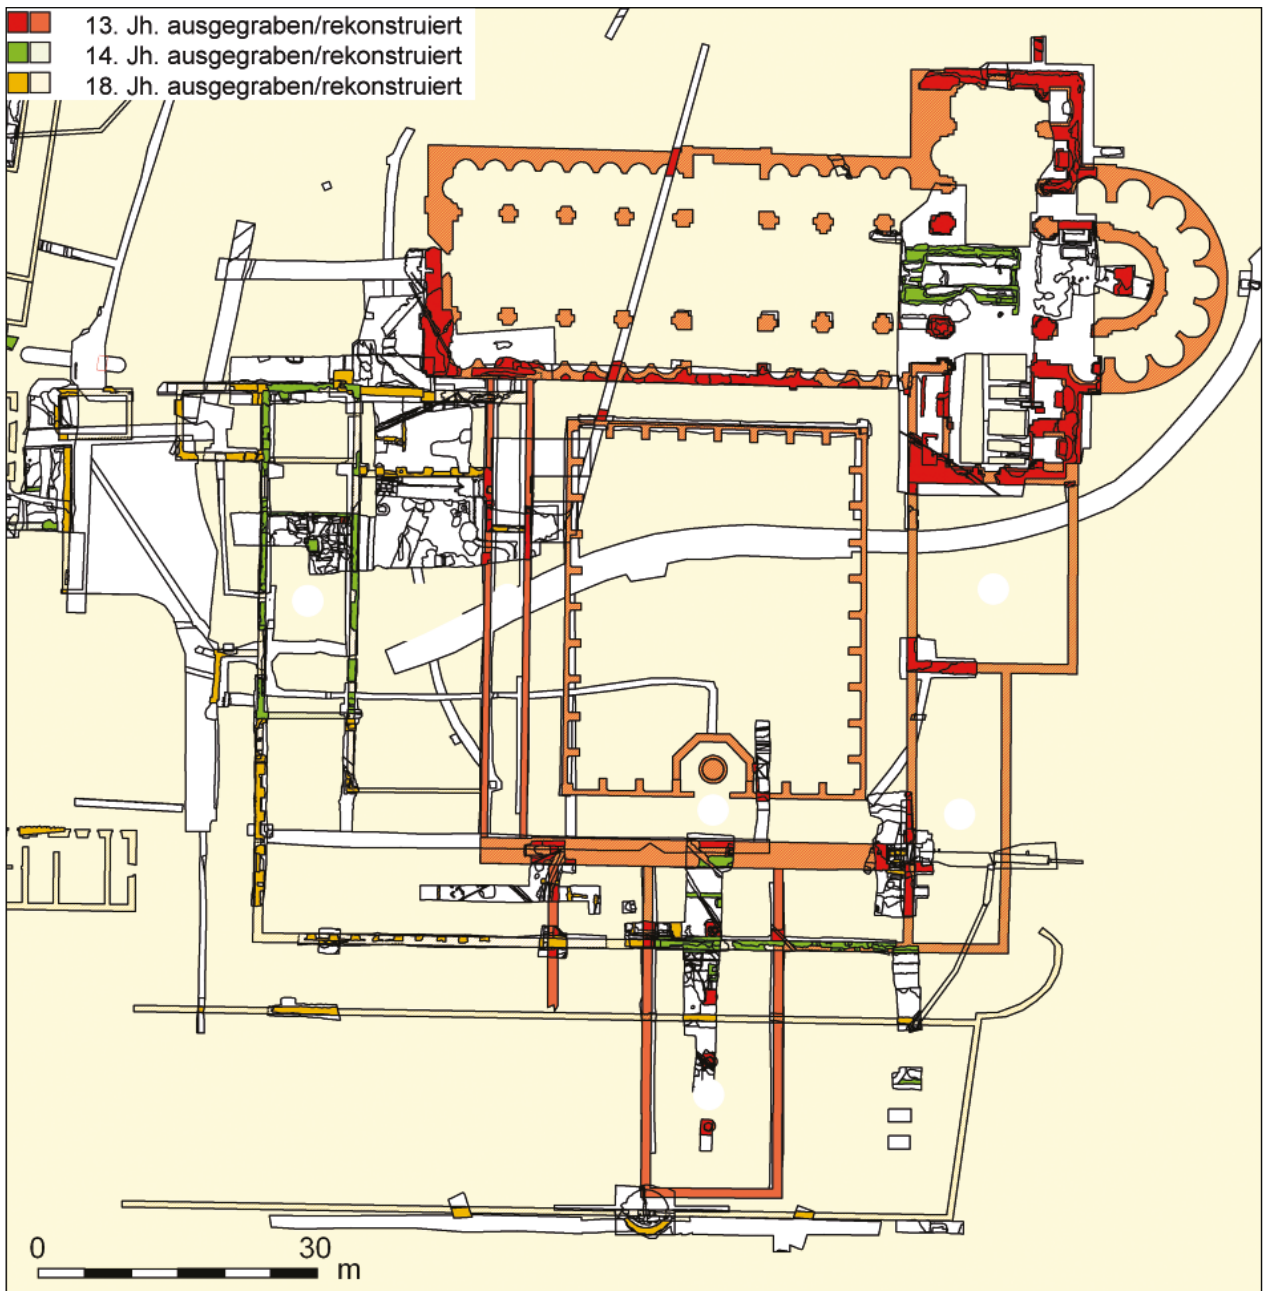 13. Jh. ausgegraben/rekonstruiert
14. Jh. ausgegraben/rekonstruiert
18. Jh. ausgegraben/rekonstruiert
0 30
m